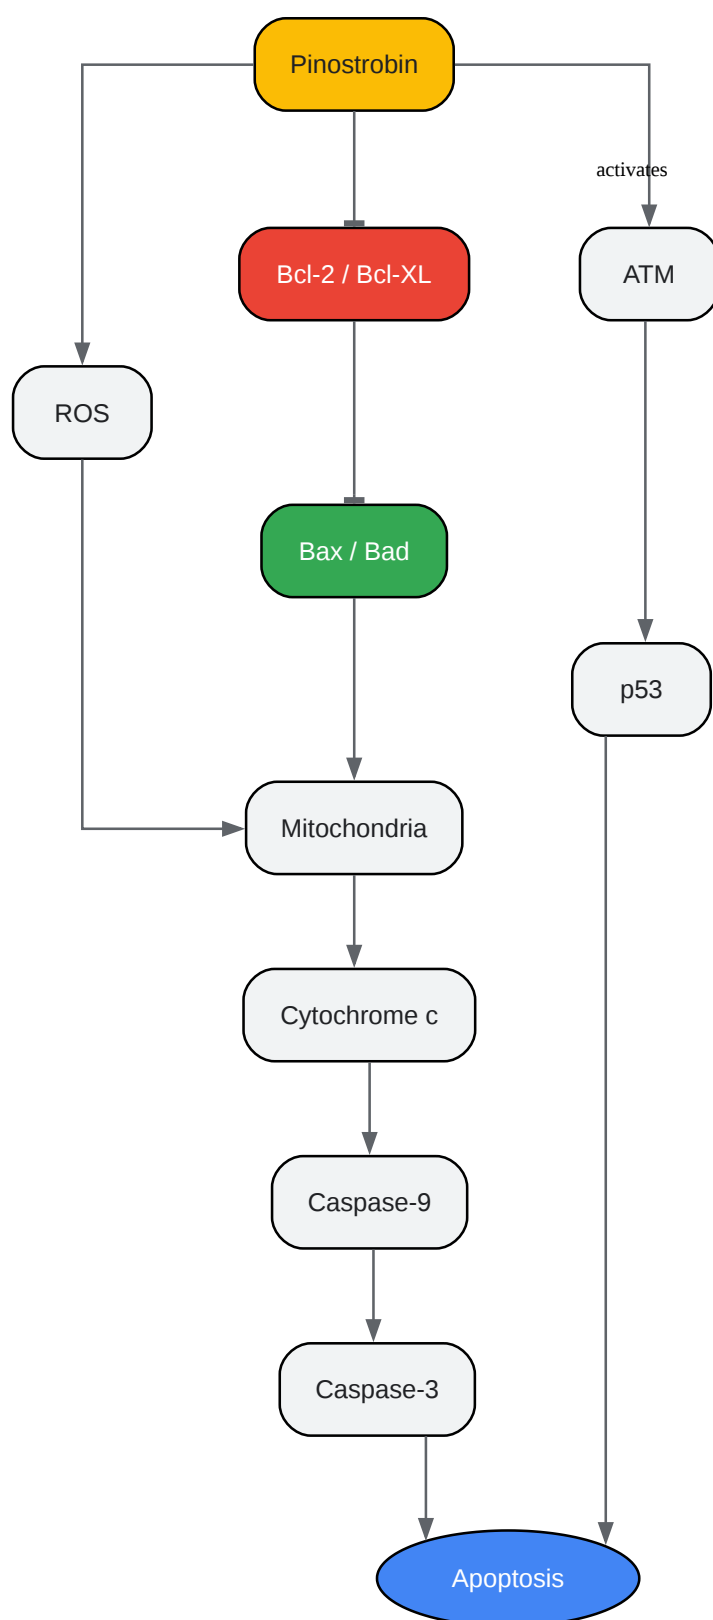 Pinostrobin
activates
Bcl-2 / Bcl-XL
ATM
ROS
Bax / Bad
p53
Mitochondria
Cytochrome c
Caspase-9
Caspase-3
Apoptosis